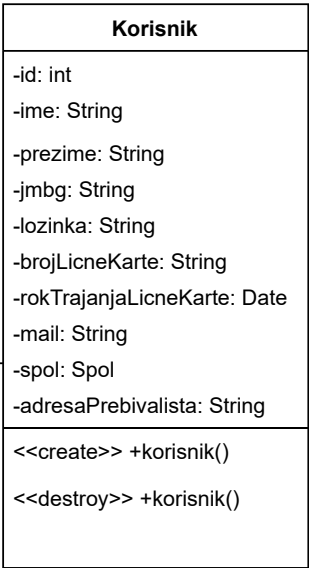 Korisnik
-id: int
-ime: String
-prezime: String
-jmbg: String
-lozinka: String
-brojLicneKarte: String
-rokTrajanjaLicneKarte: Date
-mail: String
-spol: Spol
-adresaPrebivalista: String
<<create>> +korisnik()
<<destroy>> +korisnik()